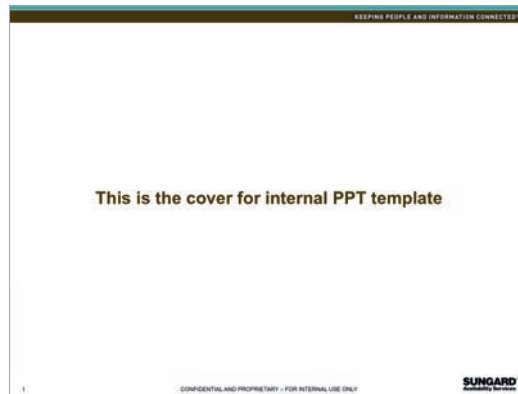 KEEPING PEOPLE AND INFORMATION CONNECTED®
This is the cover for internal PPT template
1
CONFIDENTIAL AND PROPRIETARY – FOR INTERNAL USE ONLY
SUNGARD®
Availability Services